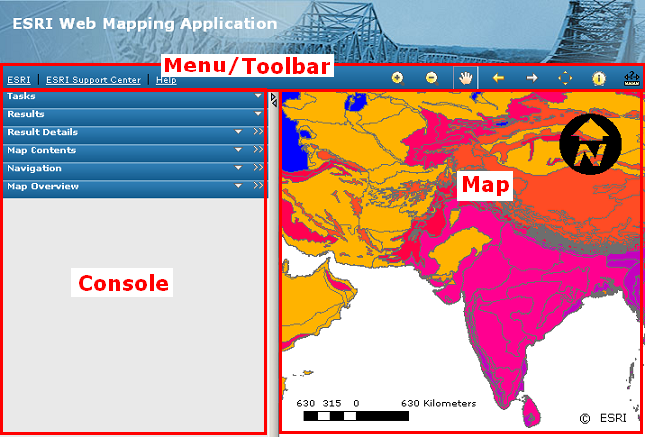 ESRI Web Mapping Application
Menu/Toolbar
ESRI | ESRI Support Center | Help
Tasks
Results
Result Details
Map Contents
Navigation
Map Overview
Console
Map
N
630 315 0 630 Kilometers
© ESRI